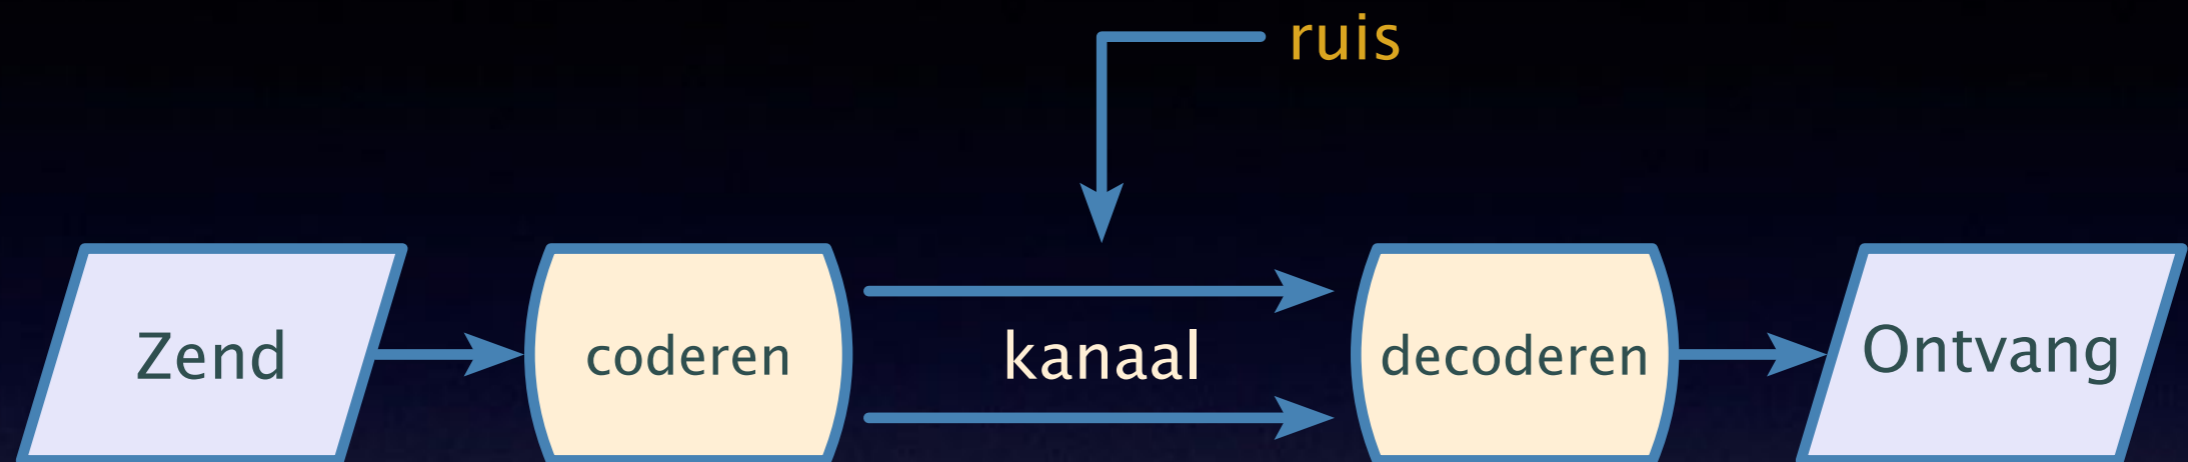 ruis
Zend
coderen
kanaal
decoderen
Ontvang